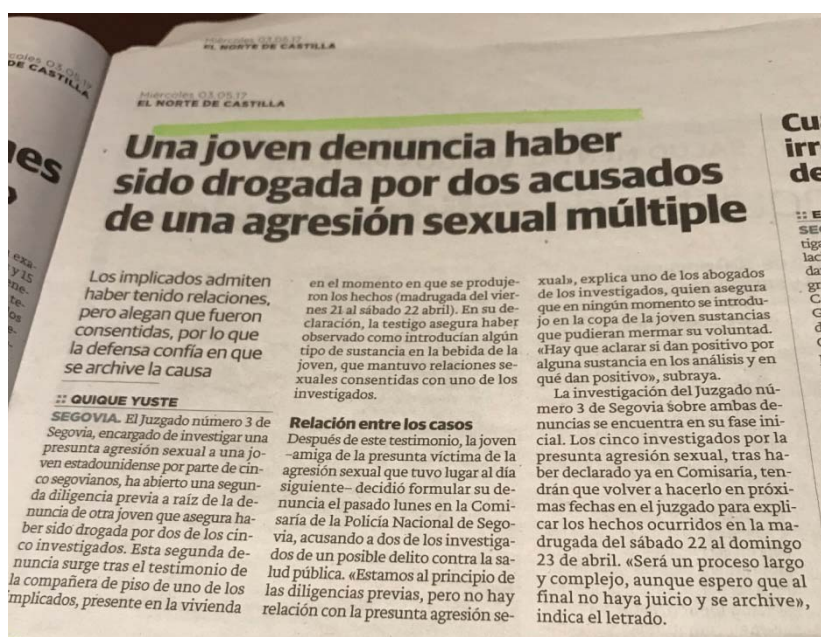 Miércoles 03.05.17
EL NORTE DE CASTILLA
coles 03.05.17
DE CASTILLA
Miércoles 03.05.17
EL NORTE DE CASTILLA
Una joven denuncia haber
sido drogada por dos acusados
de una agresión sexual múltiple
Los implicados admiten
haber tenido relaciones,
pero alegan que fueron
consentidas, por lo que
la defensa confía en que
se archive la causa
:: QUIQUE YUSTE
SEGOVIA. El Juzgado número 3 de
Segovia, encargado de investigar una
presunta agresión sexual a una jo-
ven estadounidense por parte de cin-
co segovianos, ha abierto una segun-
da diligencia previa a raíz de la de-
nuncia de otra joven que asegura ha-
ber sido drogada por dos de los cin-
co investigados. Esta segunda de-
nuncia surge tras el testimonio de
la compañera de piso de uno de los
implicados, presente en la vivienda
en el momento en que se produje-
ron los hechos (madrugada del vier-
nes 21 al sábado 22 abril). En su de-
claración, la testigo asegura haber
observado como introducían algún
tipo de sustancia en la bebida de la
joven, que mantuvo relaciones se-
xuales consentidas con uno de los
investigados.
Relación entre los casos
Después de este testimonio, la joven
–amiga de la presunta víctima de la
agresión sexual que tuvo lugar al día
siguiente– decidió formular su de-
nuncia el pasado lunes en la Comi-
saría de la Policía Nacional de Sego-
via, acusando a dos de los investiga-
dos de un posible delito contra la sa-
lud pública. «Estamos al principio de
las diligencias previas, pero no hay
relación con la presunta agresión se-
xual», explica uno de los abogados
de los investigados, quien asegura
que en ningún momento se introdu-
jo en la copa de la joven sustancias
que pudieran mermar su voluntad.
«Hay que aclarar si dan positivo por
alguna sustancia en los análisis y en
qué dan positivo», subraya.
La investigación del Juzgado nú-
mero 3 de Segovia sobre ambas de-
nuncias se encuentra en su fase ini-
cial. Los cinco investigados por la
presunta agresión sexual, tras ha-
ber declarado ya en Comisaría, ten-
drán que volver a hacerlo en próxi-
mas fechas en el juzgado para expli-
car los hechos ocurridos en la ma-
drugada del sábado 22 al domingo
23 de abril. «Será un proceso largo
y complejo, aunque espero que al
final no haya juicio y se archive»,
indica el letrado.